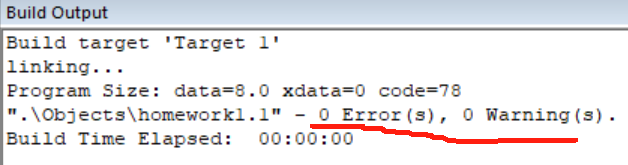 Build Output
Build target 'Target 1'
linking...
Program Size: data=8.0 xdata=0 code=78
".\Objects\homework1.1" - 0 Error(s), 0 Warning(s).
Build Time Elapsed:  00:00:00